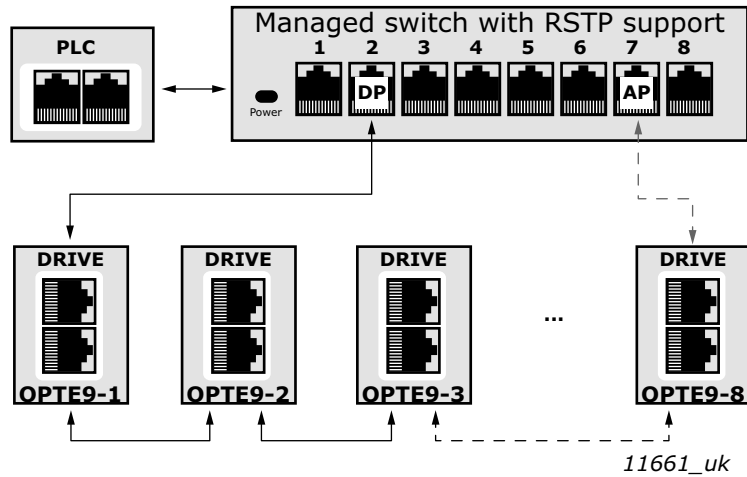 Managed switch with RSTP support
PLC
1 2 3 4 5 6 7 8
DP
AP
Power
DRIVE DRIVE DRIVE DRIVE
...
OPTE9-1 OPTE9-2 OPTE9-3 OPTE9-8
11661_uk